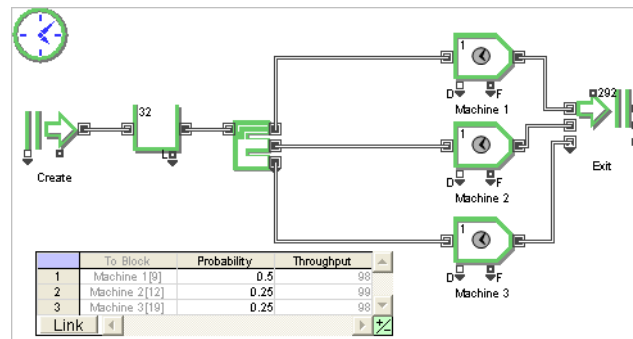 1
Machine 1
D F
32
L
Create
1
Machine 2
D F
292
Exit
1
Machine 3
D F
To Block Probability Throughput
1 Machine 1[9] 0.5 98
2 Machine 2[12] 0.25 99
3 Machine 3[19] 0.25 98
Link